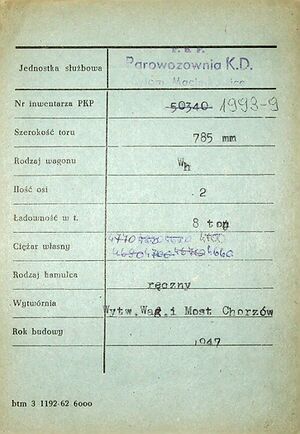 P. K. P.
Jednostka służbowa Parowozownia K.D.
Nr inwentarza PKP 50340 1993-9
Szerokość toru 785 mm
Rodzaj wagonu Wh
Ilość osi 2
Ładowność w t. 8 ton
Ciężar własny 4660
Rodzaj hamulca ręczny
Wytwórnia Wytw. Wag. i Most Chorzów
Rok budowy 1947
btm 3 1192-62 6000